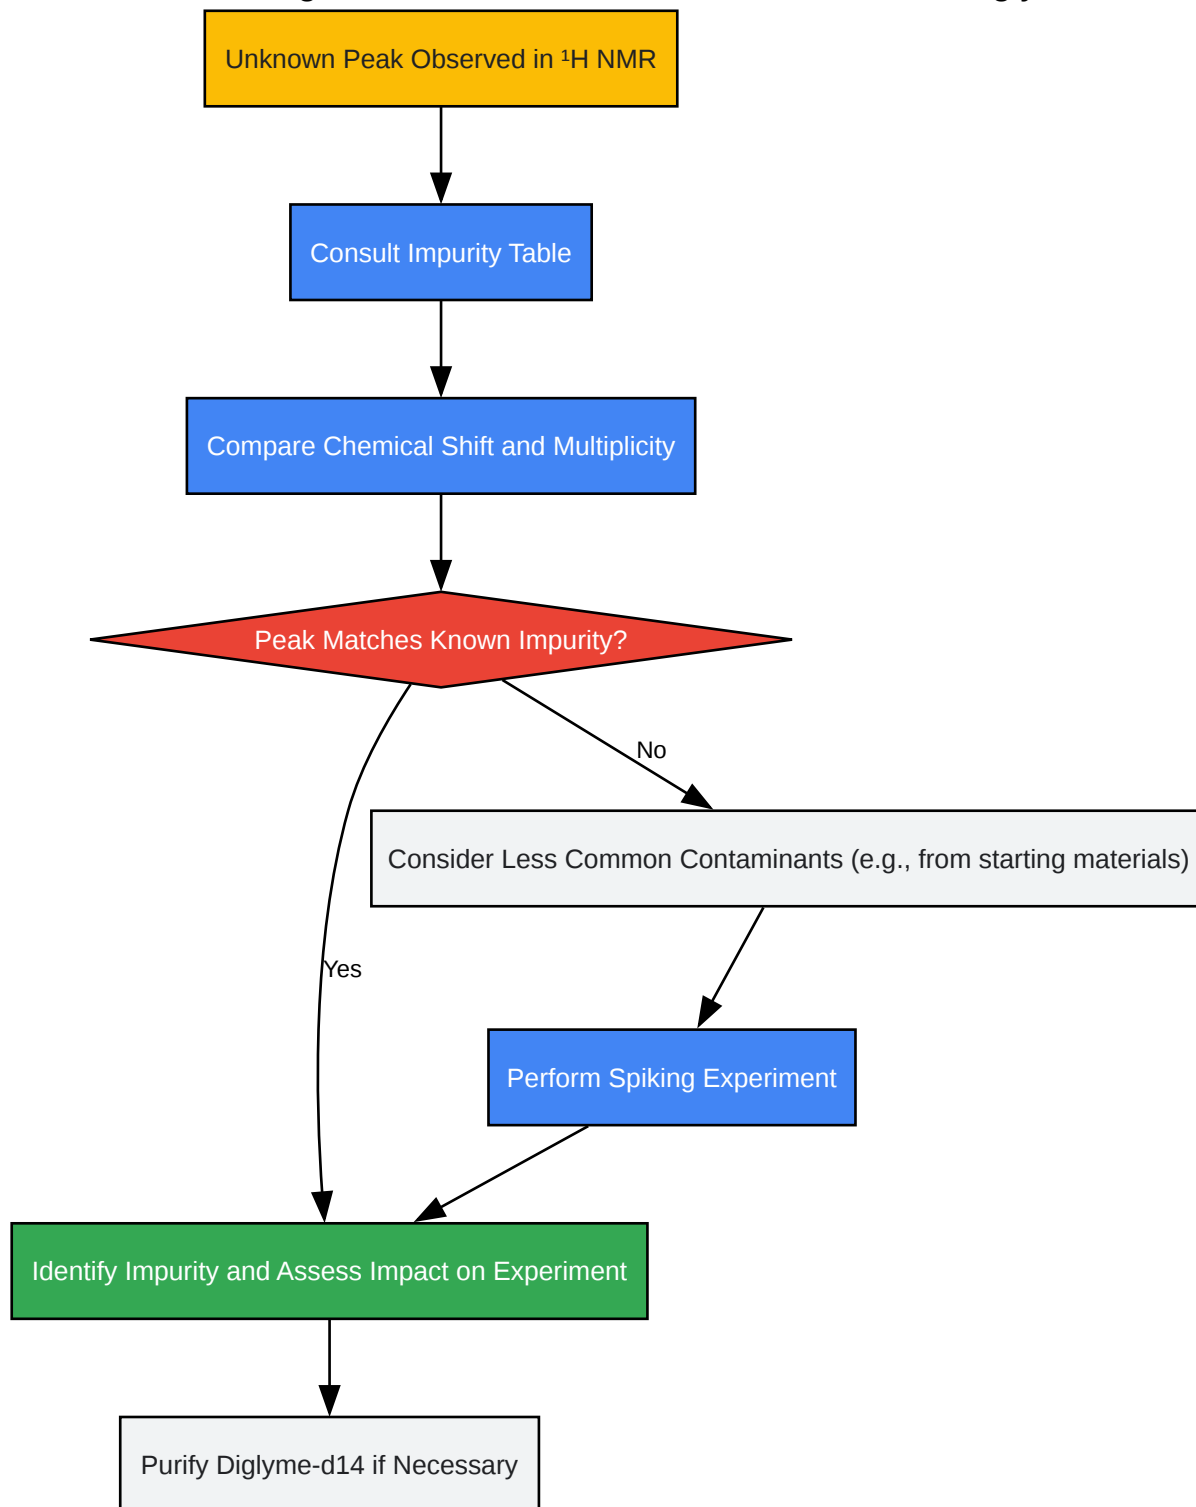 Unknown Peak Observed in ¹H NMR
Consult Impurity Table
Compare Chemical Shift and Multiplicity
Peak Matches Known Impurity?
No
Consider Less Common Contaminants (e.g., from starting materials)
Yes
Perform Spiking Experiment
Identify Impurity and Assess Impact on Experiment
Purify Diglyme-d14 if Necessary